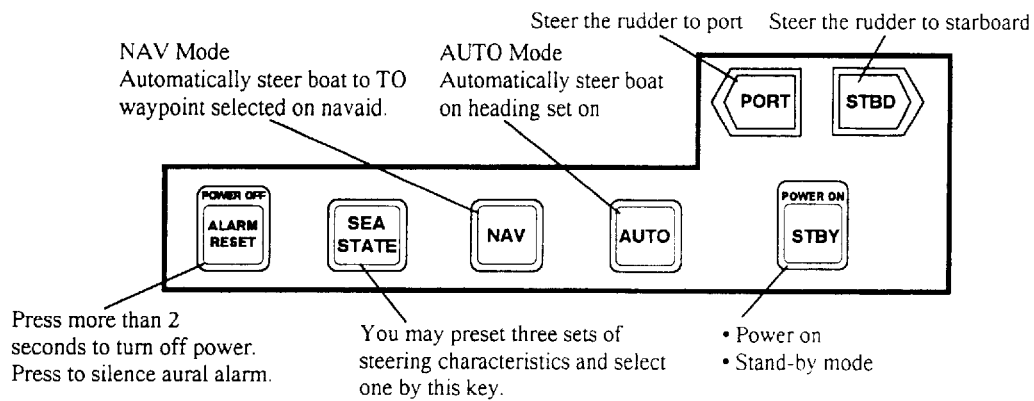 Steer the rudder to port
Steer the rudder to starboard
NAV Mode
Automatically steer boat to TO
waypoint selected on navaid.
AUTO Mode
Automatically steer boat
on heading set on
PORT
STBD
POWER OFF
ALARM
RESET
SEA
STATE
NAV
AUTO
POWER ON
STBY
Press more than 2
seconds to turn off power.
Press to silence aural alarm.
You may preset three sets of
steering characteristics and select
one by this key.
• Power on
• Stand-by mode